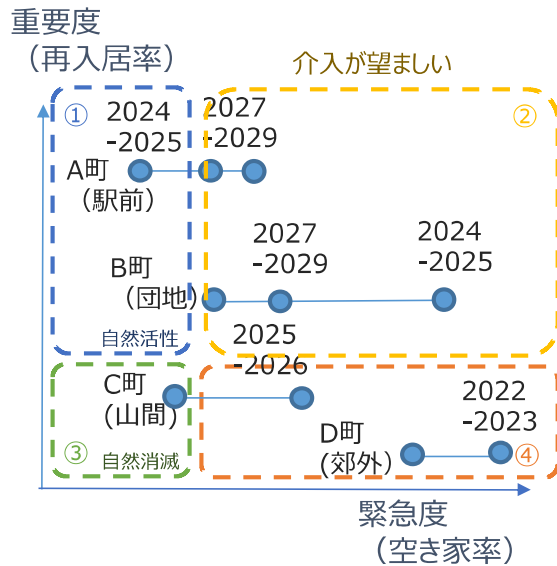 重要度
（再入居率）
介入が望ましい
①
2024
-2025
2027
-2029
②
A町
（駅前）
B町
（団地）
2027
-2029
2024
-2025
自然活性
2025
-2026
C町
（山間）
③
自然消滅
D町
（郊外）
2022
-2023
④
緊急度
（空き家率）